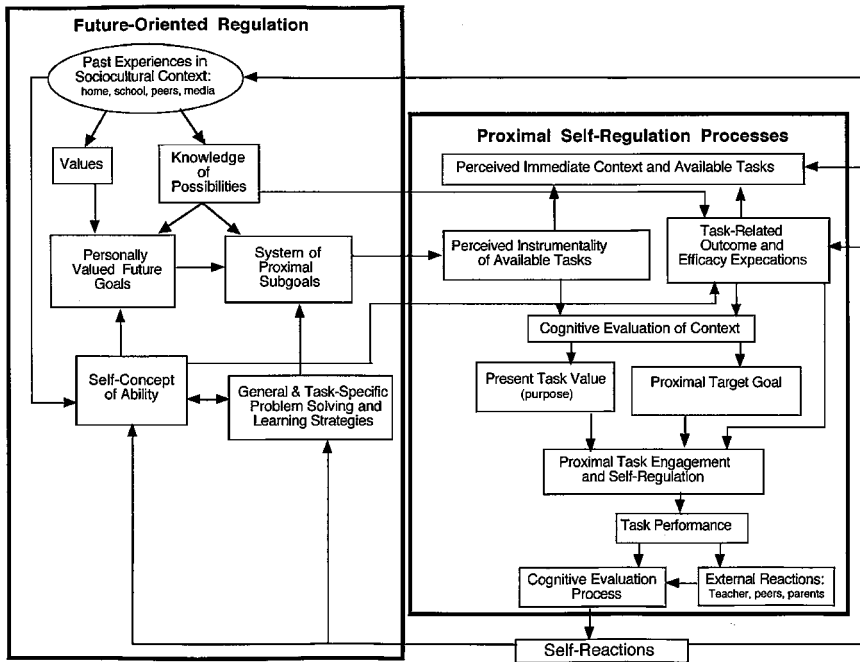 Future-Oriented Regulation
Past Experiences in
Sociocultural Context:
home, school, peers, media
Values
Knowledge
of
Possibilities
Personally
Valued Future
Goals
System of
Proximal
Subgoals
Self-Concept
of Ability
General & Task-Specific
Problem Solving and
Learning Strategies
Proximal Self-Regulation Processes
Perceived Immediate Context and Available Tasks
Perceived Instrumentality
of Available Tasks
Task-Related
Outcome and
Efficacy Expecations
Cognitive Evaluation of Context
Present Task Value
(purpose)
Proximal Target Goal
Proximal Task Engagement
and Self-Regulation
Task Performance
Cognitive Evaluation
Process
External Reactions:
Teacher, peers, parents
Self-Reactions